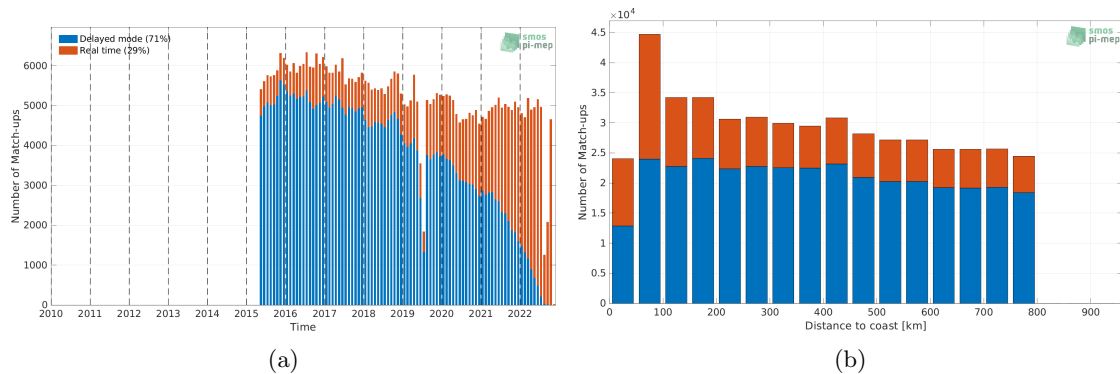 Delayed mode (71%)
Real time (29%)
smos
pi-mep
Number of Match-ups
6000
5000
4000
3000
2000
1000
0
2010 2011 2012 2013 2014 2015 2016 2017 2018 2019 2020 2021 2022
Time
(a)
×10⁴
smos
pi-mep
Number of Match-ups
4.5
4
3.5
3
2.5
2
1.5
1
0.5
0
0 100 200 300 400 500 600 700 800 900
Distance to coast [km]
(b)